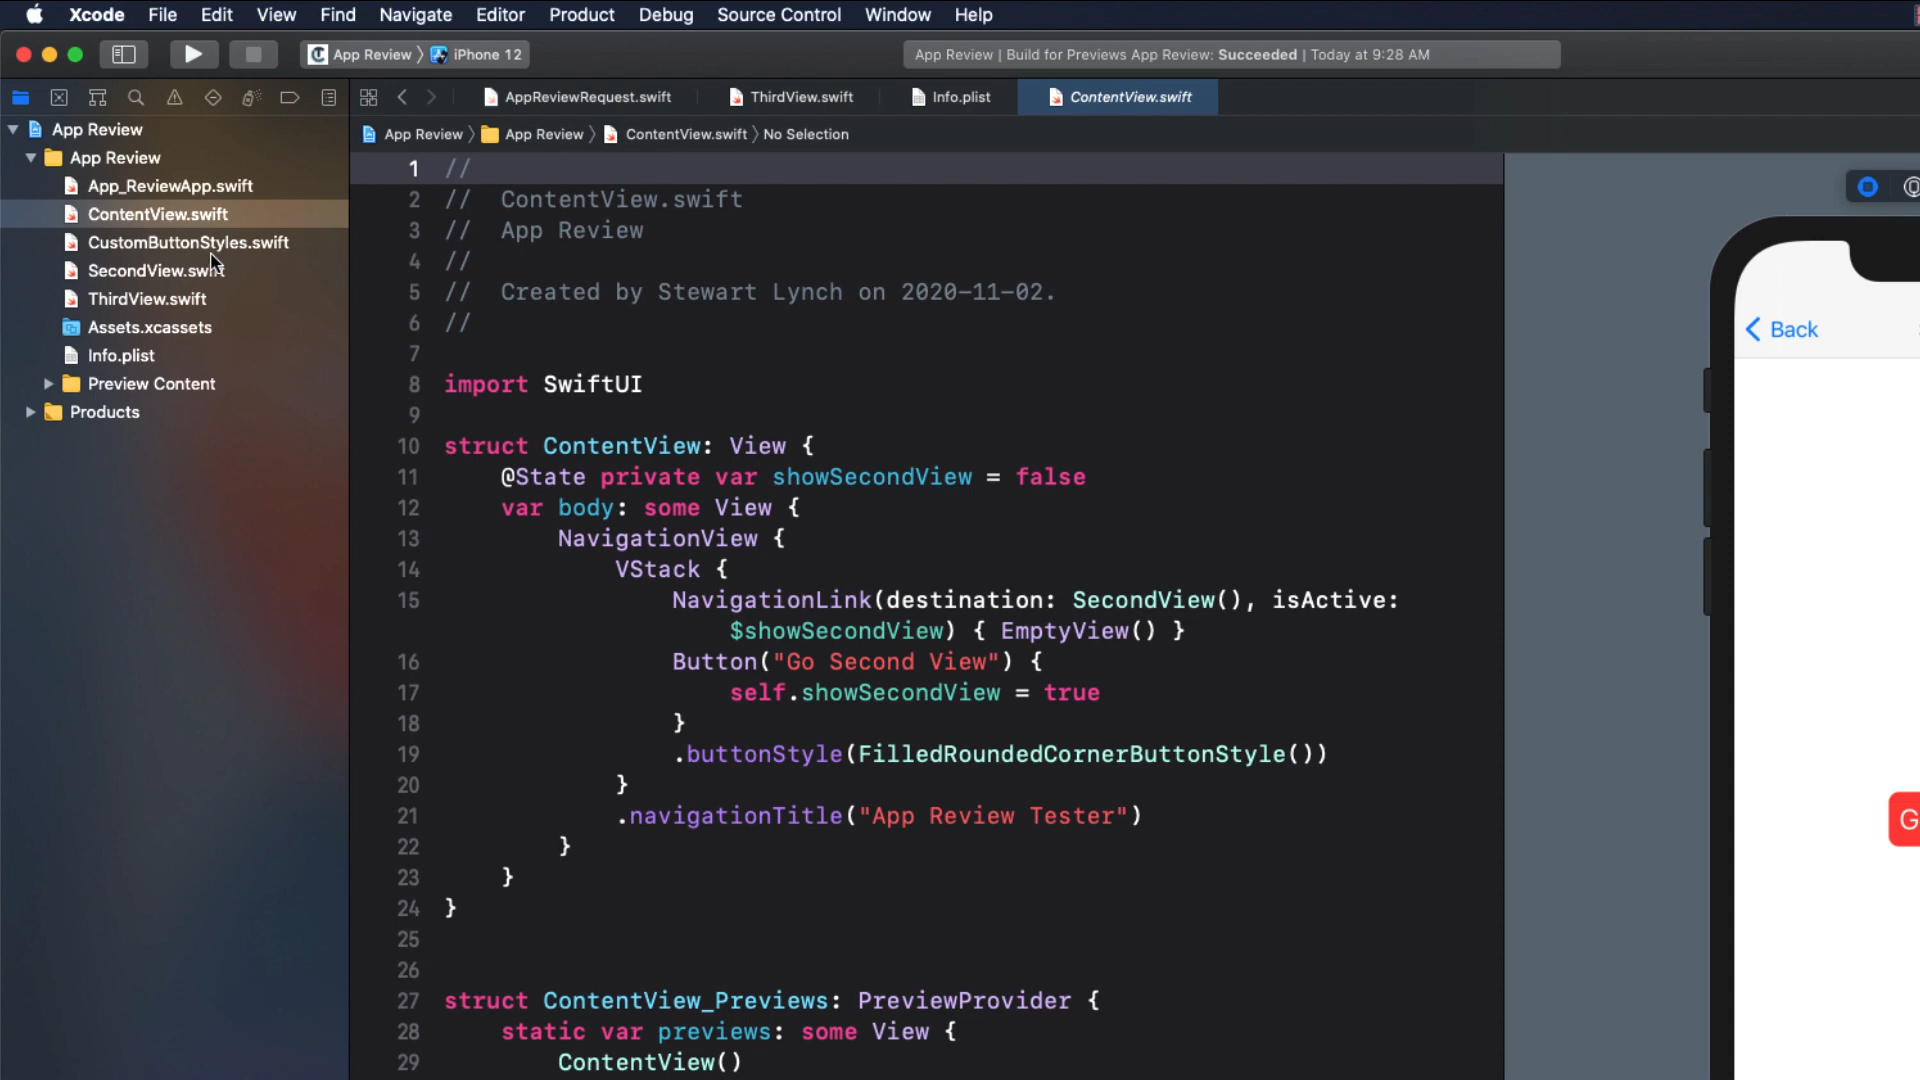 Xcode File Edit View Find Navigate Editor Product Debug Source Control Window Help
App Review 〉 iPhone 12
App Review | Build for Previews App Review: Succeeded | Today at 9:28 AM
AppReviewRequest.swift ThirdView.swift Info.plist ContentView.swift
App Review 〉 App Review 〉 ContentView.swift 〉 No Selection
App Review
App Review
App_ReviewApp.swift
ContentView.swift
CustomButtonStyles.swift
SecondView.swift
ThirdView.swift
Assets.xcassets
Info.plist
Preview Content
Products
1 //
2 //  ContentView.swift
3 //  App Review
4 //
5 //  Created by Stewart Lynch on 2020-11-02.
6 //
7
8 import SwiftUI
9
10 struct ContentView: View {
11     @State private var showSecondView = false
12     var body: some View {
13         NavigationView {
14             VStack {
15                 NavigationLink(destination: SecondView(), isActive:
$showSecondView) { EmptyView() }
16                 Button("Go Second View") {
17                     self.showSecondView = true
18                 }
19                 .buttonStyle(FilledRoundedCornerButtonStyle())
20             }
21             .navigationTitle("App Review Tester")
22         }
23     }
24 }
25
26
27 struct ContentView_Previews: PreviewProvider {
28     static var previews: some View {
29         ContentView()
Back
G